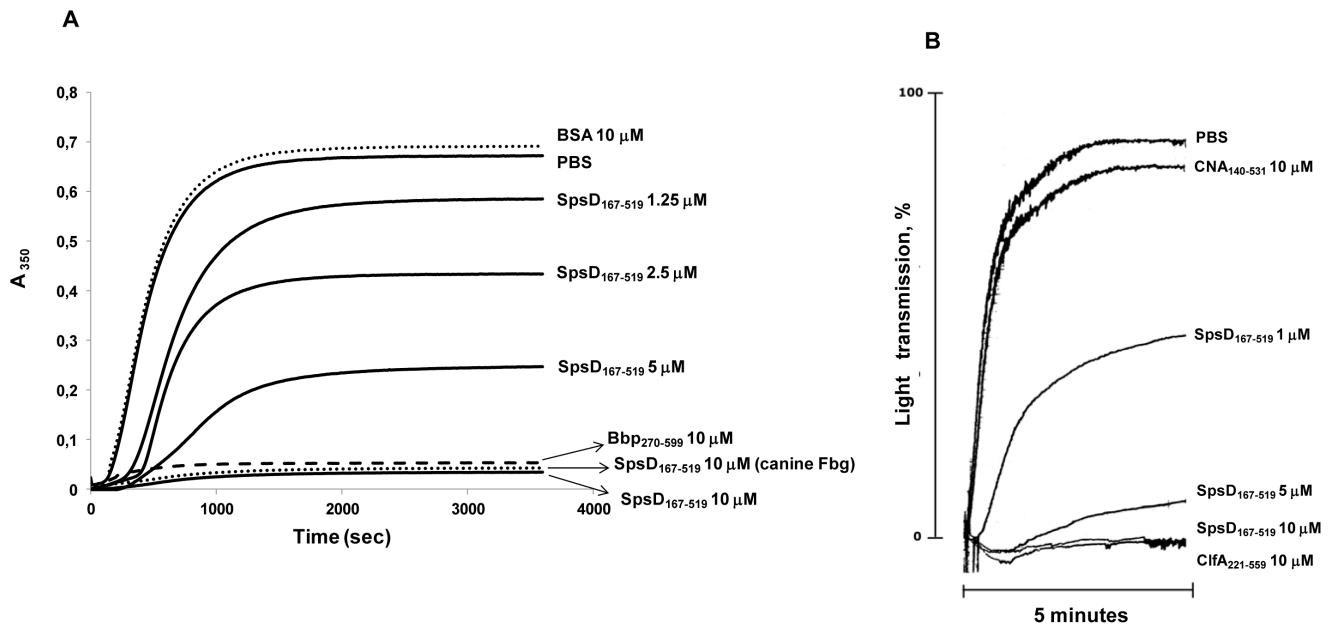 A
0,8
0,7
0,6
0,5
0,4
0,3
0,2
0,1
0
A350
0
1000
2000
3000
4000
Time (sec)
BSA 10 μM
PBS
SpsD167-519 1.25 μM
SpsD167-519 2.5 μM
SpsD167-519 5 μM
Bbp270-599 10 μM
SpsD167-519 10 μM (canine Fbg)
SpsD167-519 10 μM
B
100
0
Light transmission, %
PBS
CNA140-531 10 μM
SpsD167-519 1 μM
SpsD167-519 5 μM
SpsD167-519 10 μM
ClfA221-559 10 μM
5 minutes